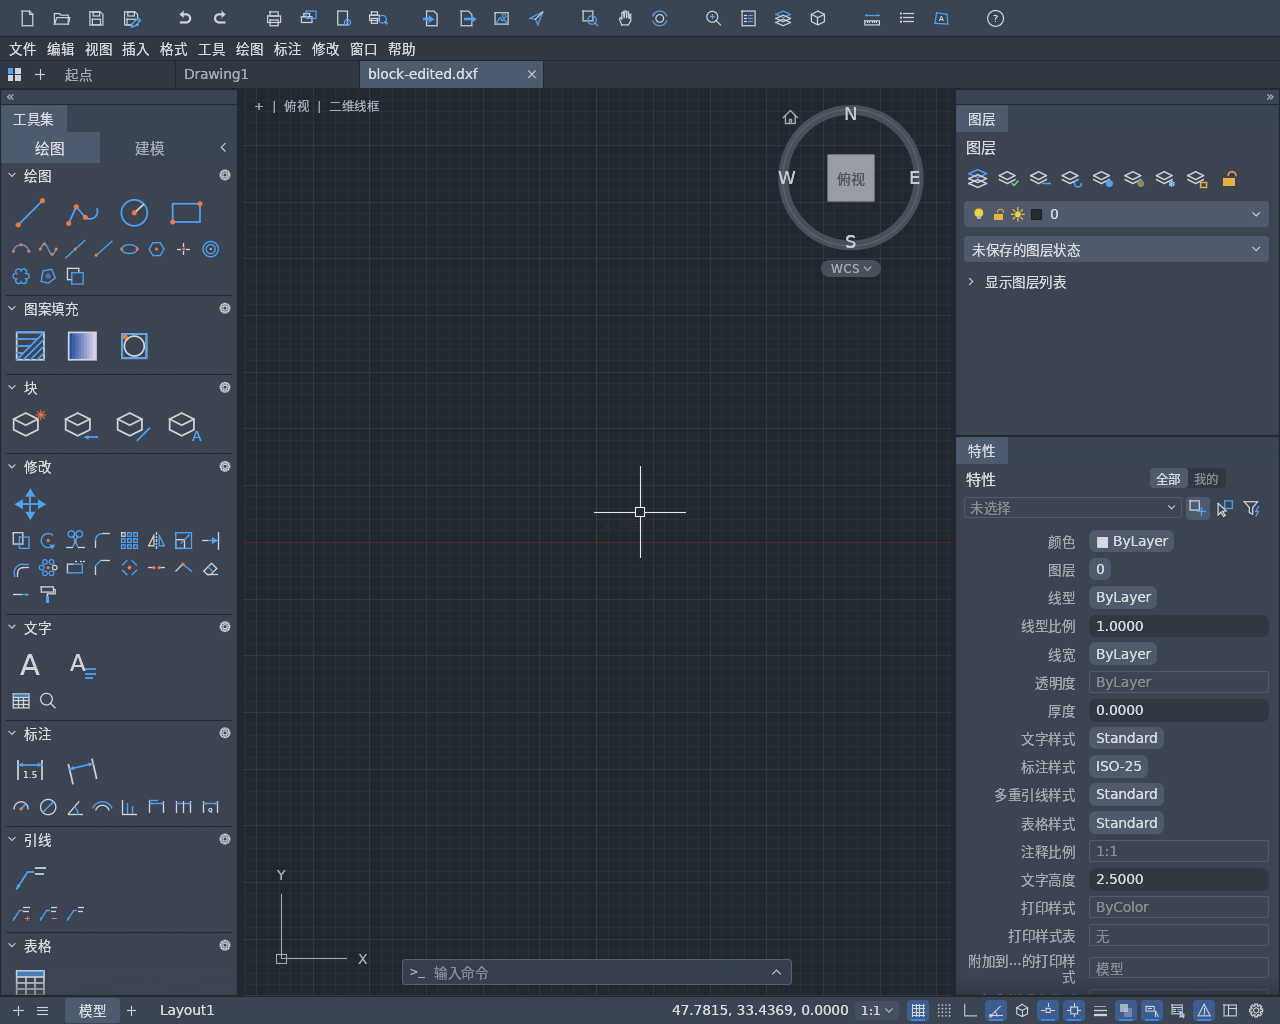 文件 编辑 视图 插入 格式 工具 绘图 标注 修改 窗口 帮助
起点 Drawing1 block-edited.dxf
工具集
绘图 建模
绘图
图案填充
块
修改
文字
标注
引线
表格
+ | 俯视 | 二维线框
N
W 俯视 E
S
WCS
Y
X
>_ 输入命令
图层
图层
0
未保存的图层状态
显示图层列表
特性
特性 全部 我的
未选择
颜色 ByLayer
图层 0
线型 ByLayer
线型比例 1.0000
线宽 ByLayer
透明度 ByLayer
厚度 0.0000
文字样式 Standard
标注样式 ISO-25
多重引线样式 Standard
表格样式 Standard
注释比例 1:1
文字高度 2.5000
打印样式 ByColor
打印样式表 无
附加到...的打印样式 模型
模型 + Layout1
47.7815, 33.4369, 0.0000 1:1